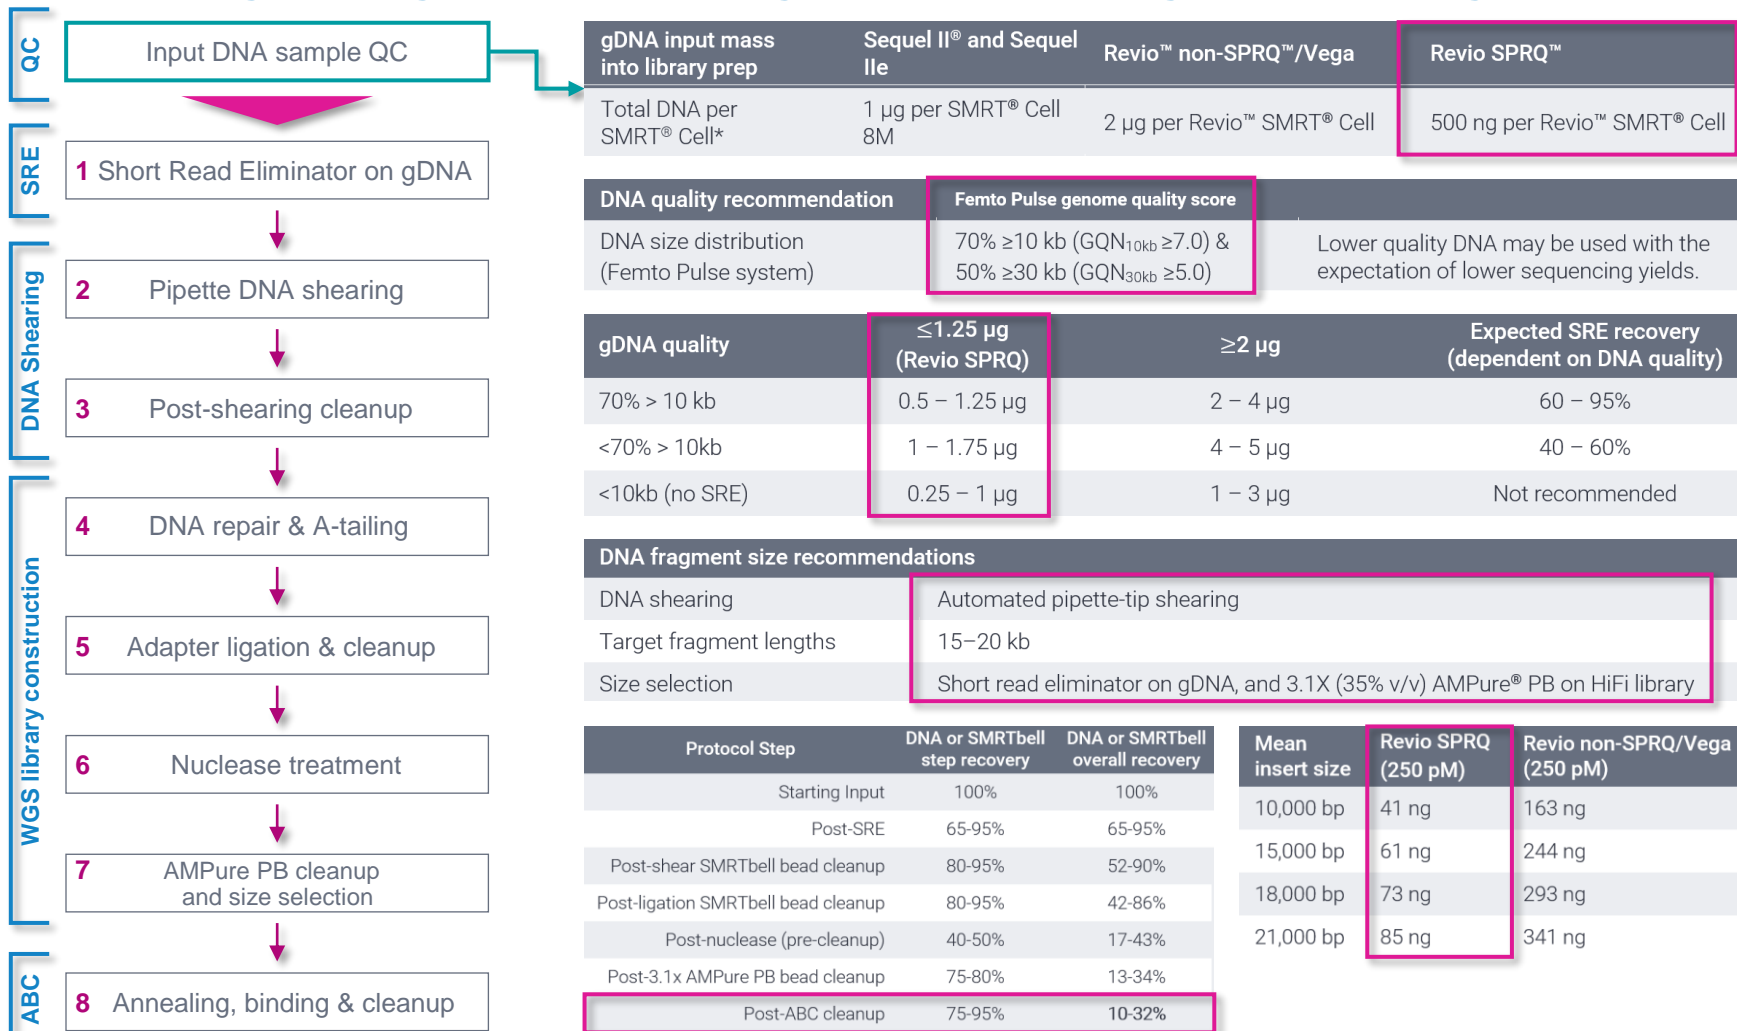 QC
Input DNA sample QC
SRE
1 Short Read Eliminator on gDNA
DNA Shearing
2 Pipette DNA shearing
3 Post-shearing cleanup
WGS library construction
4 DNA repair & A-tailing
5 Adapter ligation & cleanup
6 Nuclease treatment
7 AMPure PB cleanup
and size selection
ABC
8 Annealing, binding & cleanup
gDNA input mass
into library prep
Sequel II® and Sequel
IIe
Revio™ non-SPRQ™/Vega
Revio SPRQ™
Total DNA per
SMRT® Cell*
1 µg per SMRT® Cell
8M
2 µg per Revio™ SMRT® Cell
500 ng per Revio™ SMRT® Cell
DNA quality recommendation
Femto Pulse genome quality score
DNA size distribution
(Femto Pulse system)
70% ≥10 kb (GQN10kb ≥7.0) &
50% ≥30 kb (GQN30kb ≥5.0)
Lower quality DNA may be used with the
expectation of lower sequencing yields.
gDNA quality
≤1.25 µg
(Revio SPRQ)
≥2 µg
Expected SRE recovery
(dependent on DNA quality)
70% > 10 kb 0.5 – 1.25 µg 2 – 4 µg 60 – 95%
<70% > 10kb 1 – 1.75 µg 4 – 5 µg 40 – 60%
<10kb (no SRE) 0.25 – 1 µg 1 – 3 µg Not recommended
DNA fragment size recommendations
DNA shearing Automated pipette-tip shearing
Target fragment lengths 15–20 kb
Size selection Short read eliminator on gDNA, and 3.1X (35% v/v) AMPure® PB on HiFi library
Protocol Step
DNA or SMRTbell
step recovery
DNA or SMRTbell
overall recovery
Starting Input 100% 100%
Post-SRE 65-95% 65-95%
Post-shear SMRTbell bead cleanup 80-95% 52-90%
Post-ligation SMRTbell bead cleanup 80-95% 42-86%
Post-nuclease (pre-cleanup) 40-50% 17-43%
Post-3.1x AMPure PB bead cleanup 75-80% 13-34%
Post-ABC cleanup 75-95% 10-32%
Mean
insert size
Revio SPRQ
(250 pM)
Revio non-SPRQ/Vega
(250 pM)
10,000 bp 41 ng 163 ng
15,000 bp 61 ng 244 ng
18,000 bp 73 ng 293 ng
21,000 bp 85 ng 341 ng